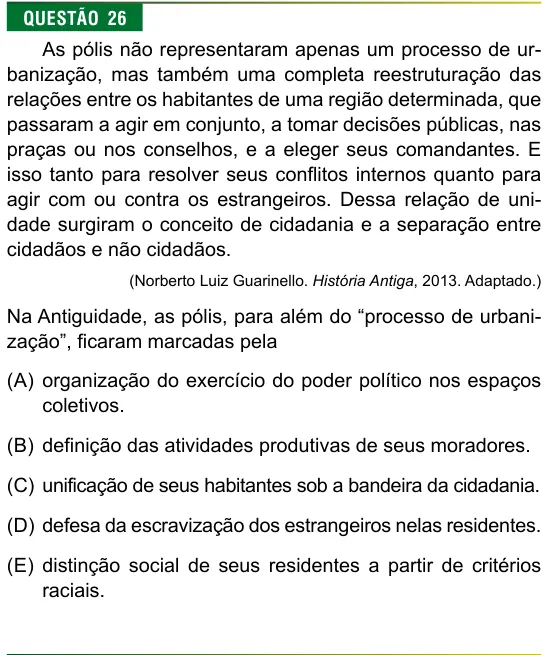 QUESTÃO 26
As pólis não representaram apenas um processo de ur-
banização, mas também uma completa reestruturação das
relações entre os habitantes de uma região determinada, que
passaram a agir em conjunto, a tomar decisões públicas, nas
praças ou nos conselhos, e a eleger seus comandantes. E
isso tanto para resolver seus conflitos internos quanto para
agir com ou contra os estrangeiros. Dessa relação de uni-
dade surgiram o conceito de cidadania e a separação entre
cidadãos e não cidadãos.
(Norberto Luiz Guarinello. História Antiga, 2013. Adaptado.)
Na Antiguidade, as pólis, para além do “processo de urbani-
zação”, ficaram marcadas pela
(A) organização do exercício do poder político nos espaços
coletivos.
(B) definição das atividades produtivas de seus moradores.
(C) unificação de seus habitantes sob a bandeira da cidadania.
(D) defesa da escravização dos estrangeiros nelas residentes.
(E) distinção social de seus residentes a partir de critérios
raciais.